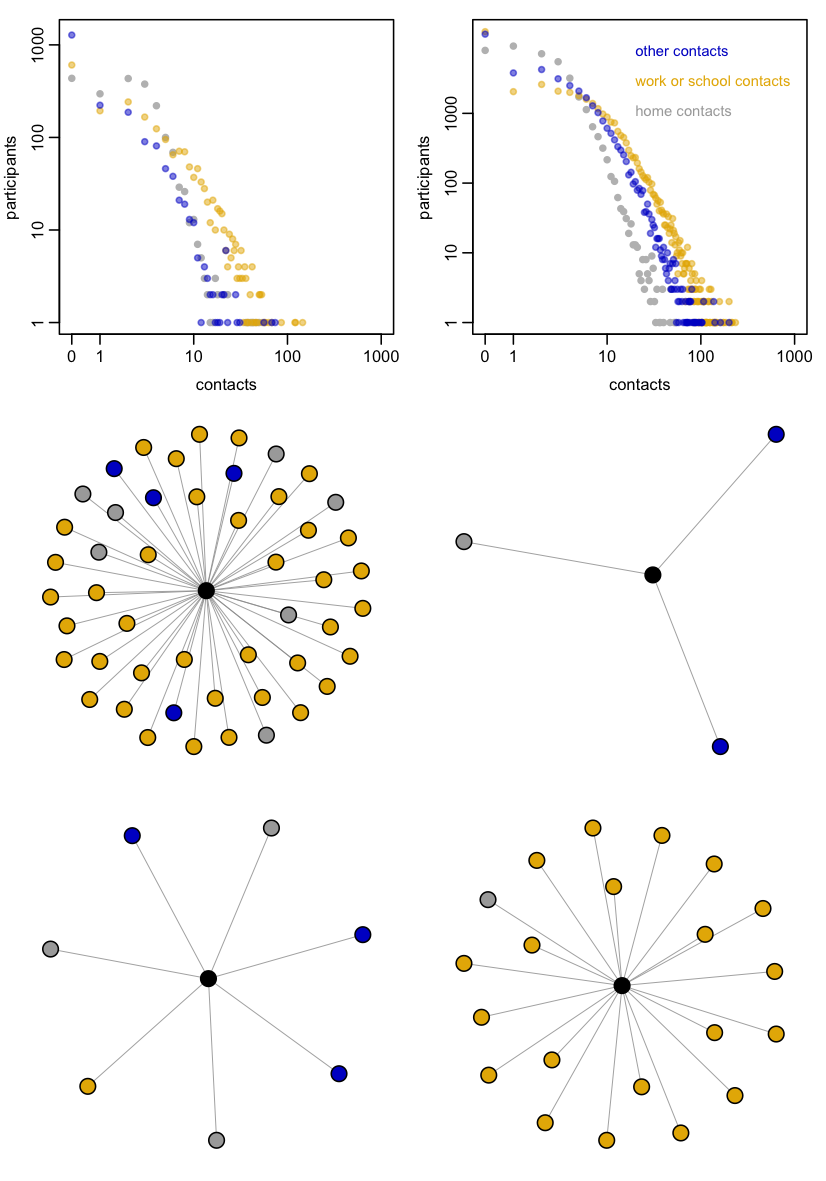 participants
1000
100
10
1
0 1 10 100 1000
contacts
participants
1000
100
10
1
other contacts
work or school contacts
home contacts
0 1 10 100 1000
contacts